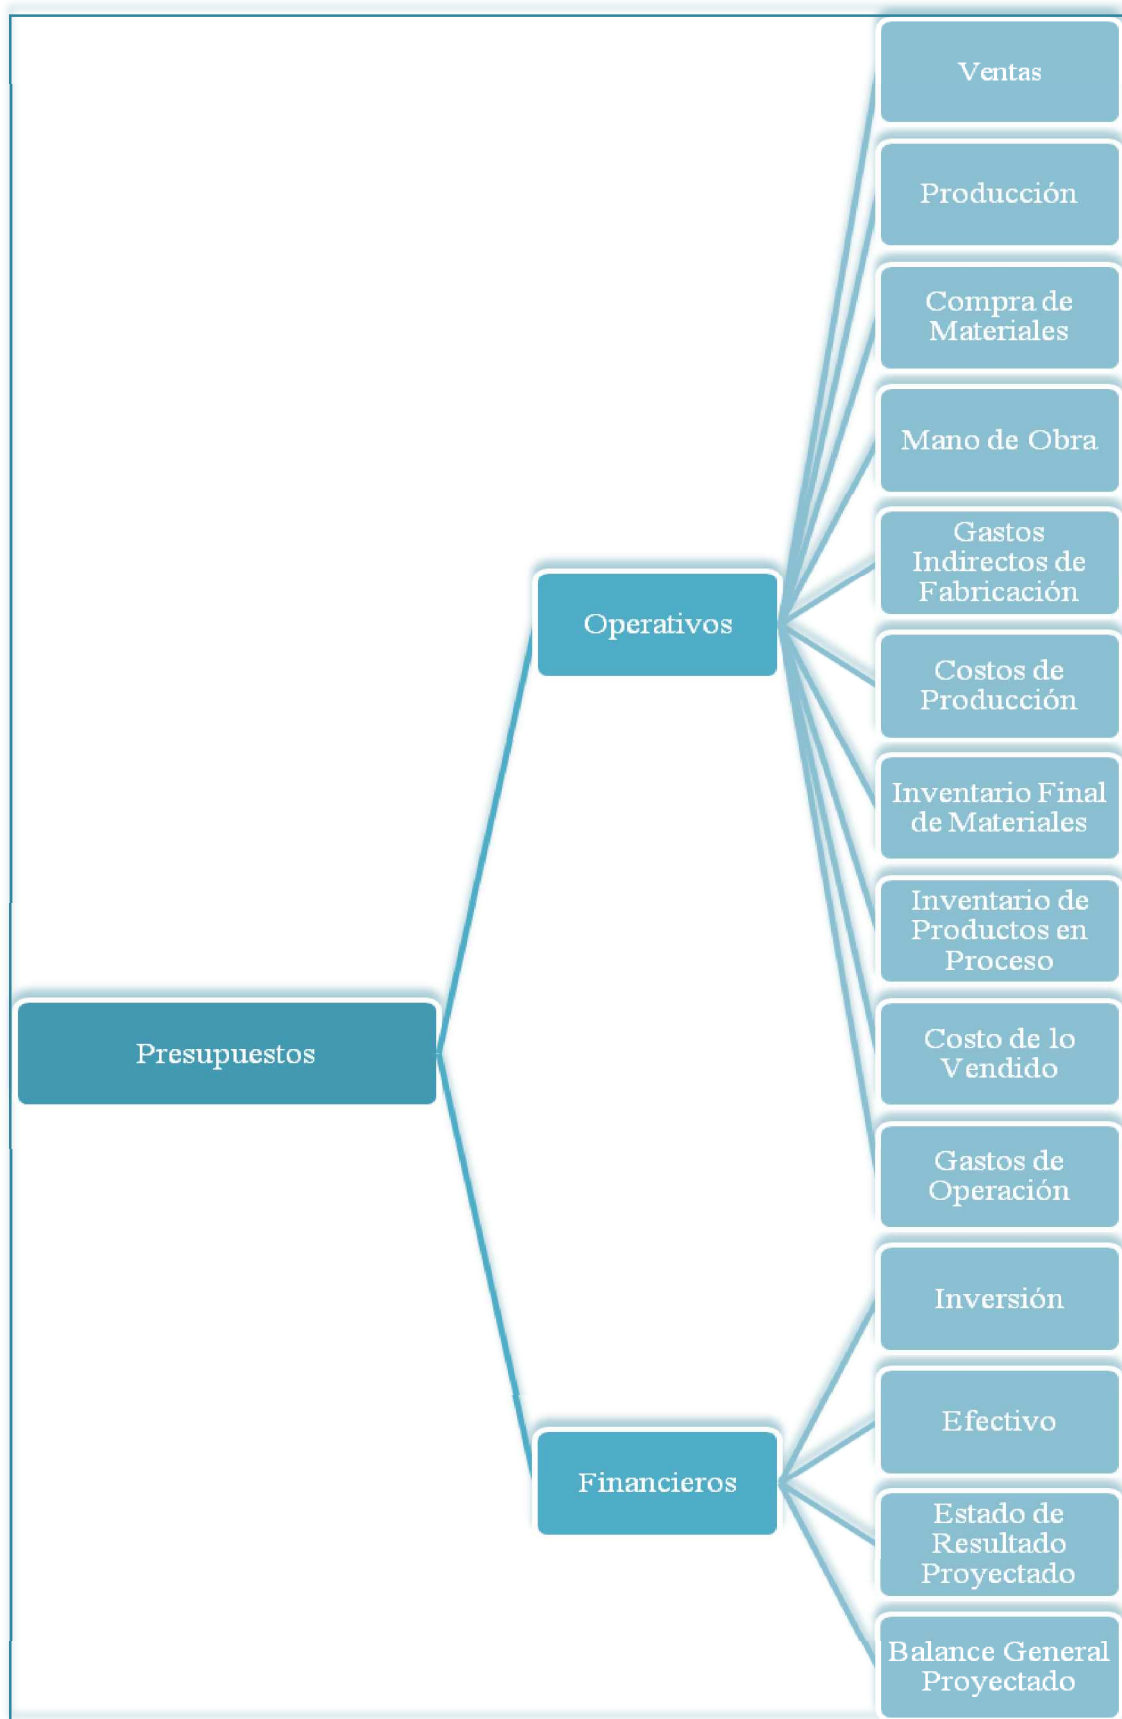 Ventas
Producción
Compra de
Materiales
Mano de Obra
Gastos
Indirectos de
Fabricación
Operativos
Costos de
Producción
Inventario Final
de Materiales
Inventario de
Productos en
Proceso
Presupuestos
Costo de lo
Vendido
Gastos de
Operación
Inversión
Efectivo
Financieros
Estado de
Resultado
Proyectado
Balance General
Proyectado